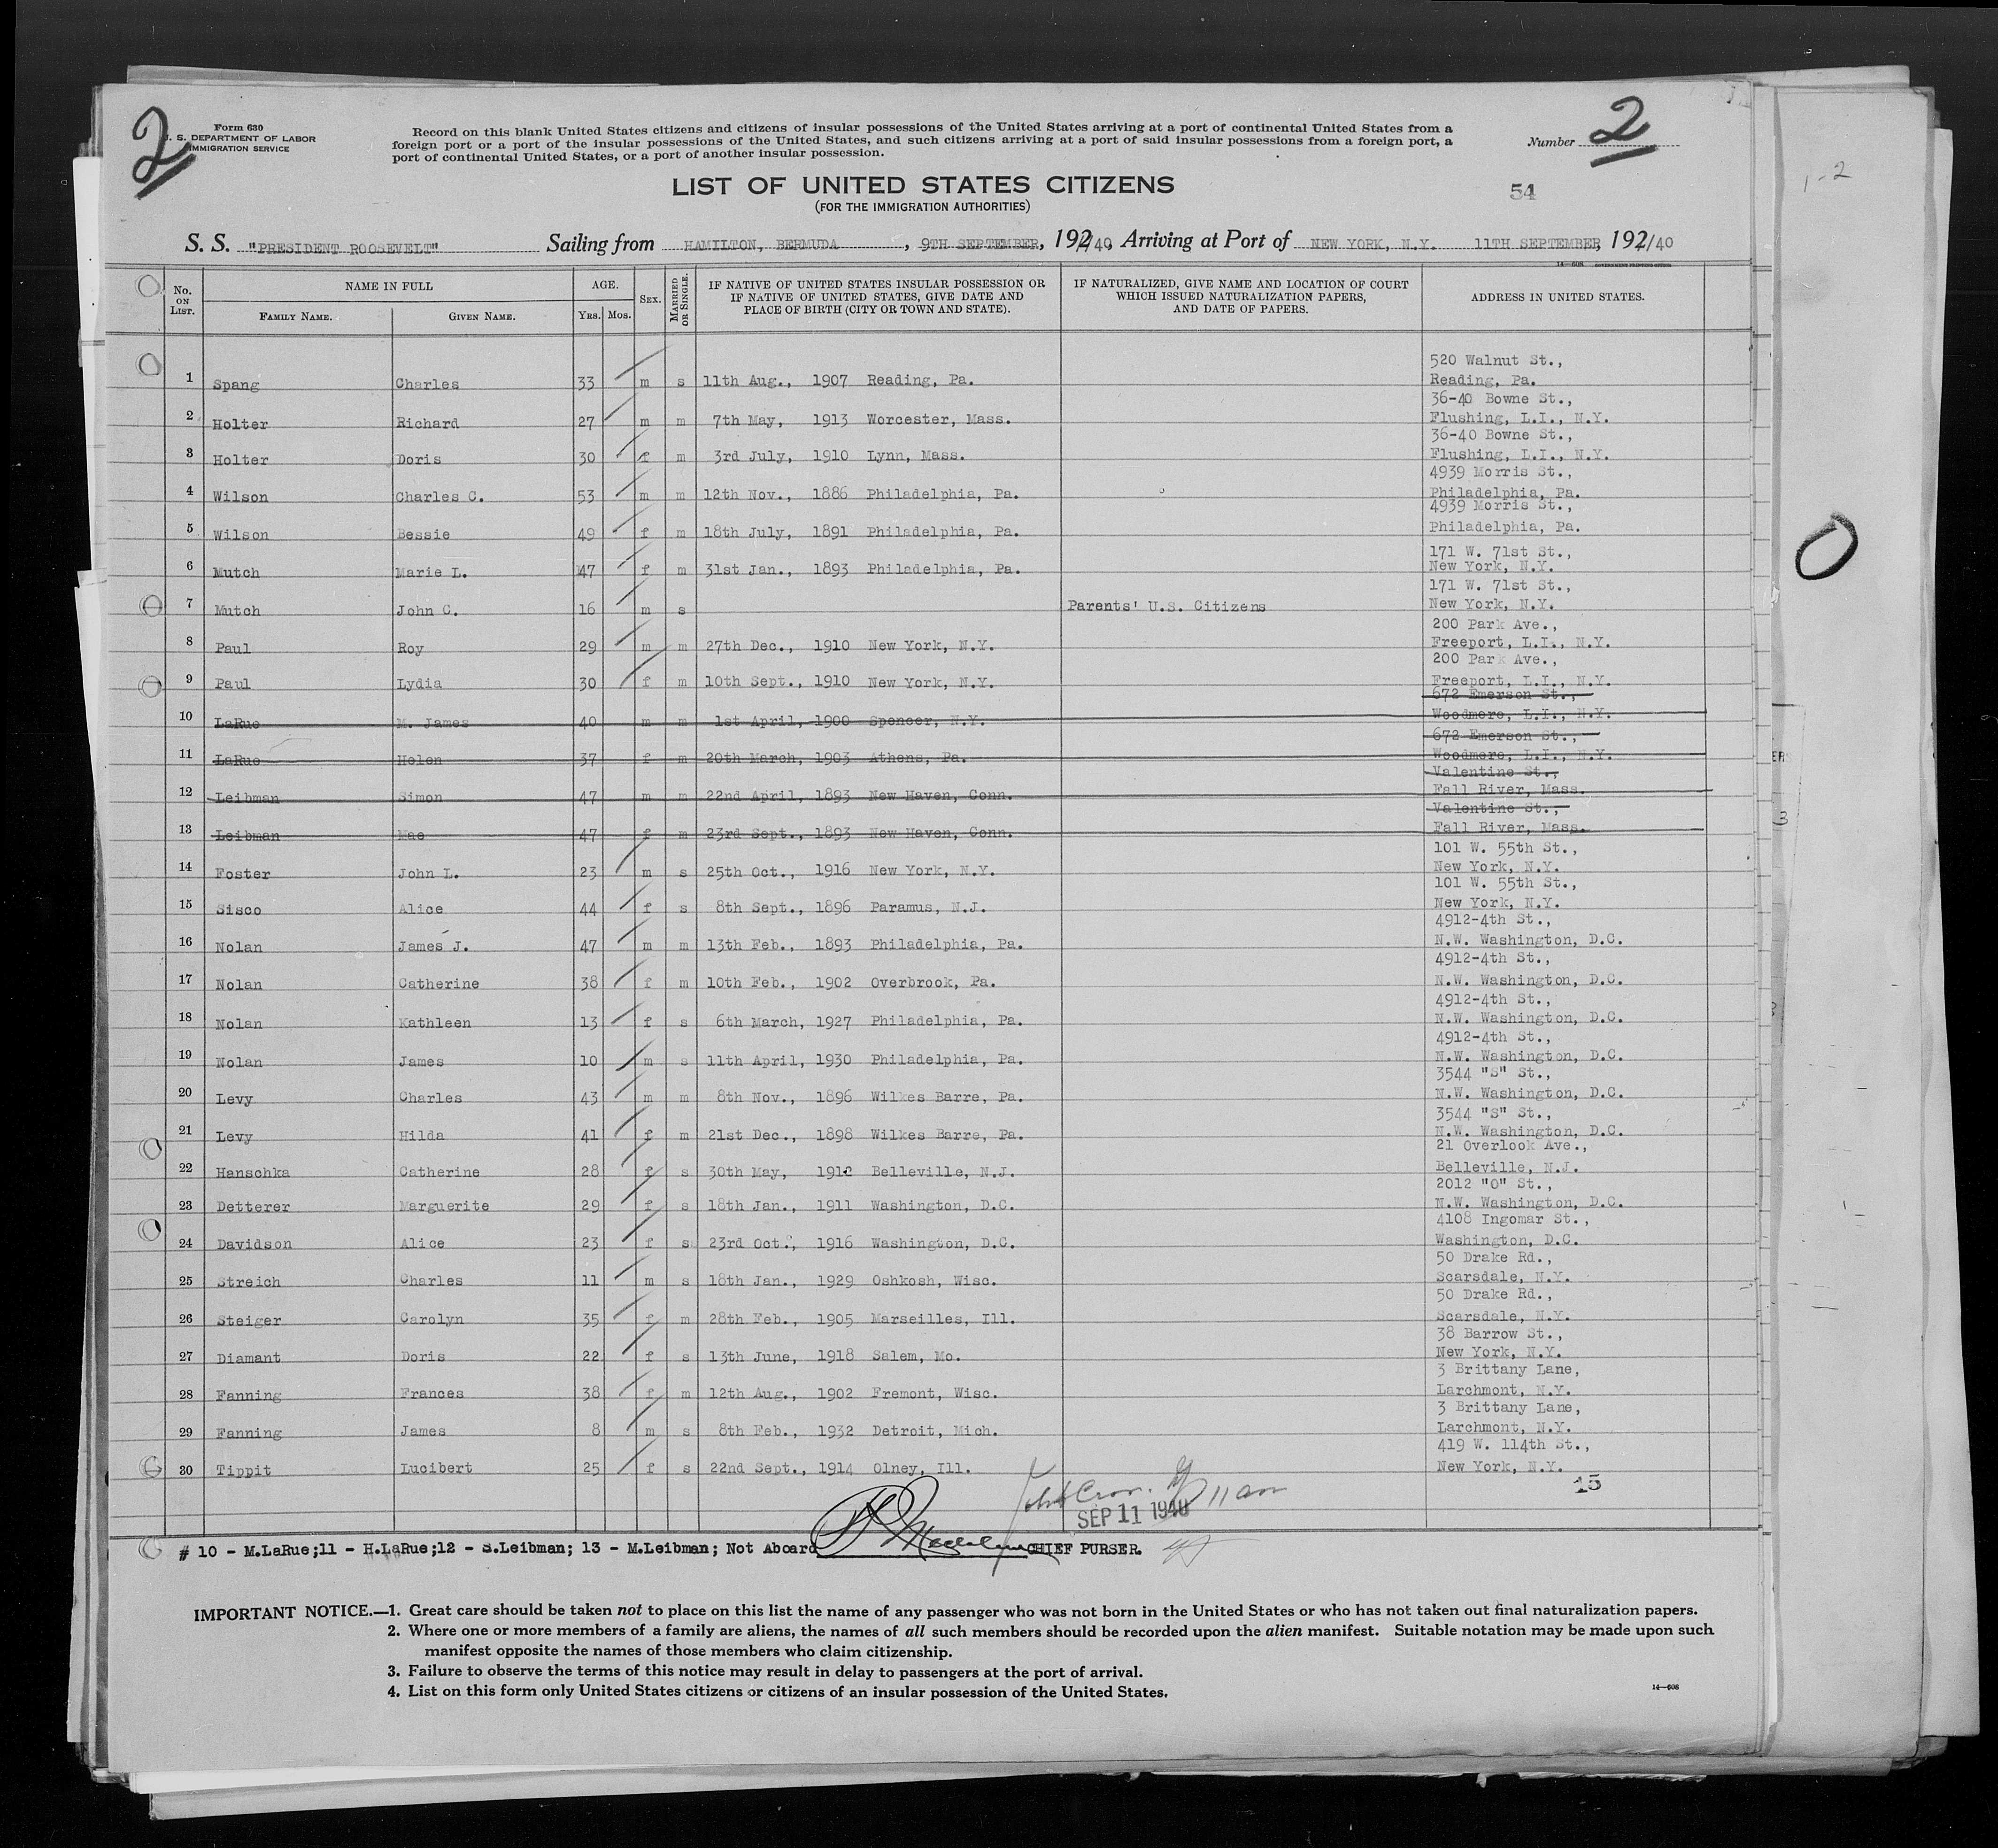 2
Form 630
U. S. DEPARTMENT OF LABOR
IMMIGRATION SERVICE
Record on this blank United States citizens and citizens of insular possessions of the United States arriving at a port of continental United States from a
foreign port or a port of the insular possessions of the United States, and such citizens arriving at a port of said insular possessions from a foreign port, a
port of continental United States, or a port of another insular possession.
Number 2
1-2
LIST OF UNITED STATES CITIZENS
(FOR THE IMMIGRATION AUTHORITIES)
54
S. S. "PRESIDENT ROOSEVELT" Sailing from HAMILTON, BERMUDA, 9TH SEPTEMBER, 192/40, Arriving at Port of NEW YORK, N.Y. 11TH SEPTEMBER, 192/40
14—608 GOVERNMENT PRINTING OFFICE
No. ON LIST. NAME IN FULL FAMILY NAME. GIVEN NAME. AGE. YRS. MOS. SEX. MARRIED OR SINGLE. IF NATIVE OF UNITED STATES INSULAR POSSESSION OR IF NATIVE OF UNITED STATES, GIVE DATE AND PLACE OF BIRTH (CITY OR TOWN AND STATE). IF NATURALIZED, GIVE NAME AND LOCATION OF COURT WHICH ISSUED NATURALIZATION PAPERS, AND DATE OF PAPERS. ADDRESS IN UNITED STATES.
520 Walnut St.,
1 Spang Charles 33 m s 11th Aug., 1907 Reading, Pa. Reading, Pa.
36-40 Bowne St.,
2 Holter Richard 27 m m 7th May, 1913 Worcester, Mass. Flushing, L.I., N.Y.
36-40 Bowne St.,
3 Holter Doris 30 f m 3rd July, 1910 Lynn, Mass. Flushing, L.I., N.Y.
4939 Morris St.,
4 Wilson Charles C. 53 m m 12th Nov., 1886 Philadelphia, Pa. Philadelphia, Pa.
4939 Morris St.,
5 Wilson Bessie 49 f m 18th July, 1891 Philadelphia, Pa. Philadelphia, Pa.
171 W. 71st St.,
6 Mutch Marie L. 47 f m 31st Jan., 1893 Philadelphia, Pa. New York, N.Y.
171 W. 71st St.,
7 Mutch John C. 16 m s Parents' U.S. Citizens New York, N.Y.
200 Park Ave.,
8 Paul Roy 29 m m 27th Dec., 1910 New York, N.Y. Freeport, L.I., N.Y.
200 Park Ave.,
9 Paul Lydia 30 f m 10th Sept., 1910 New York, N.Y. Freeport, L.I., N.Y.
672 Emerson St.,
10 LaRue M. James 40 m m 1st April, 1900 Spencer, N.Y. Woodmere, L.I., N.Y.
672 Emerson St.,
11 LaRue Helen 37 f m 20th March, 1903 Athens, Pa. Woodmere, L.I., N.Y.
Valentine St.,
12 Leibman Simon 47 m m 22nd April, 1893 New Haven, Conn. Fall River, Mass.
Valentine St.,
13 Leibman Mae 47 f m 23rd Sept., 1893 New Haven, Conn. Fall River, Mass.
101 W. 55th St.,
14 Foster John L. 23 m s 25th Oct., 1916 New York, N.Y. New York, N.Y.
101 W. 55th St.,
15 Sisco Alice 44 f s 8th Sept., 1896 Paramus, N.J. New York, N.Y.
4912-4th St.,
16 Nolan James J. 47 m m 13th Feb., 1893 Philadelphia, Pa. N.W. Washington, D.C.
4912-4th St.,
17 Nolan Catherine 38 f m 10th Feb., 1902 Overbrook, Pa. N.W. Washington, D.C.
4912-4th St.,
18 Nolan Kathleen 13 f s 6th March, 1927 Philadelphia, Pa. N.W. Washington, D.C.
4912-4th St.,
19 Nolan James 10 m s 11th April, 1930 Philadelphia, Pa. N.W. Washington, D.C.
3544 "S" St.,
20 Levy Charles 43 m m 8th Nov., 1896 Wilkes Barre, Pa. N.W. Washington, D.C.
3544 "S" St.,
21 Levy Hilda 41 f m 21st Dec., 1898 Wilkes Barre, Pa. N.W. Washington, D.C.
21 Overlook Ave.,
22 Hanschka Catherine 28 f s 30th May, 1912 Belleville, N.J. Belleville, N.J.
2012 "O" St.,
23 Detterer Marguerite 29 f s 18th Jan., 1911 Washington, D.C. N.W. Washington, D.C.
4108 Ingomar St.,
24 Davidson Alice 23 f s 23rd Oct., 1916 Washington, D.C. Washington, D.C.
50 Drake Rd.,
25 Streich Charles 11 m s 18th Jan., 1929 Oshkosh, Wisc. Scarsdale, N.Y.
50 Drake Rd.,
26 Steiger Carolyn 35 f m 28th Feb., 1905 Marseilles, Ill. Scarsdale, N.Y.
38 Barrow St.,
27 Diamant Doris 22 f s 13th June, 1918 Salem, Mo. New York, N.Y.
3 Brittany Lane,
28 Fanning Frances 38 f m 12th Aug., 1902 Fremont, Wisc. Larchmont, N.Y.
3 Brittany Lane,
29 Fanning James 8 m s 8th Feb., 1932 Detroit, Mich. Larchmont, N.Y.
419 W. 114th St.,
30 Tippit Lucibert 25 f s 22nd Sept., 1914 Olney, Ill. New York, N.Y.
15
SEP 11 1940
# 10 - M.LaRue;11 - H.LaRue;12 - S.Leibman; 13 - M.Leibman; Not Aboard CHIEF PURSER.
IMPORTANT NOTICE.—1. Great care should be taken not to place on this list the name of any passenger who was not born in the United States or who has not taken out final naturalization papers.
2. Where one or more members of a family are aliens, the names of all such members should be recorded upon the alien manifest. Suitable notation may be made upon such
manifest opposite the names of those members who claim citizenship.
3. Failure to observe the terms of this notice may result in delay to passengers at the port of arrival.
4. List on this form only United States citizens or citizens of an insular possession of the United States.
14—608